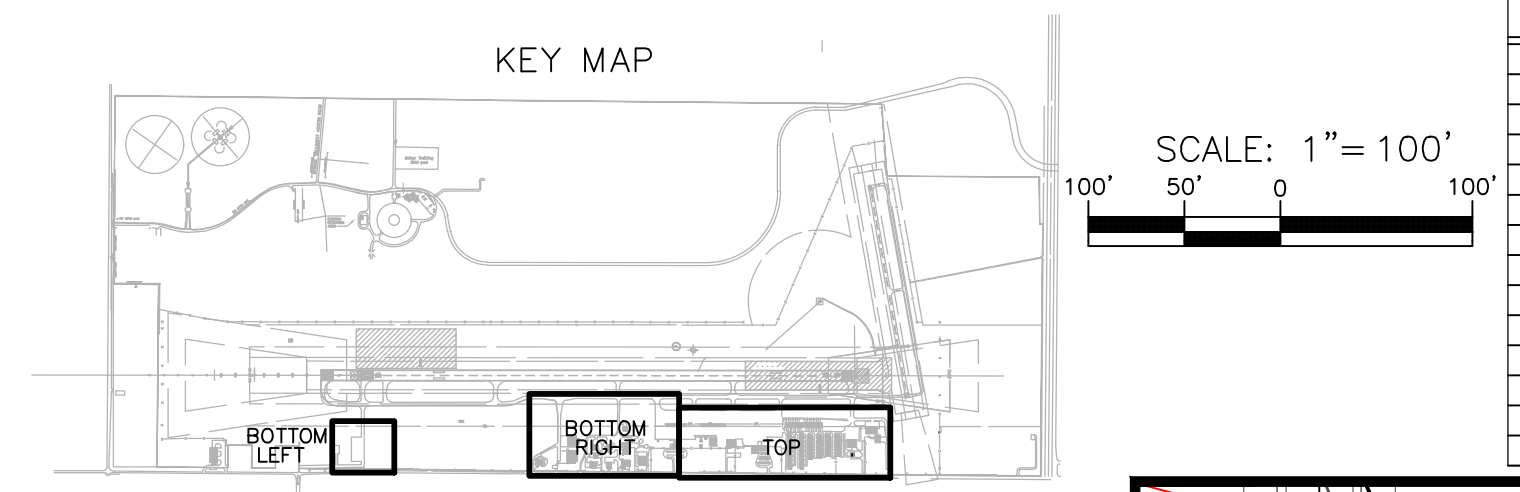 KEY MAP
SCALE: 1"= 100'
100' 50' 0 100'
BOTTOM
LEFT
BOTTOM
RIGHT
TOP